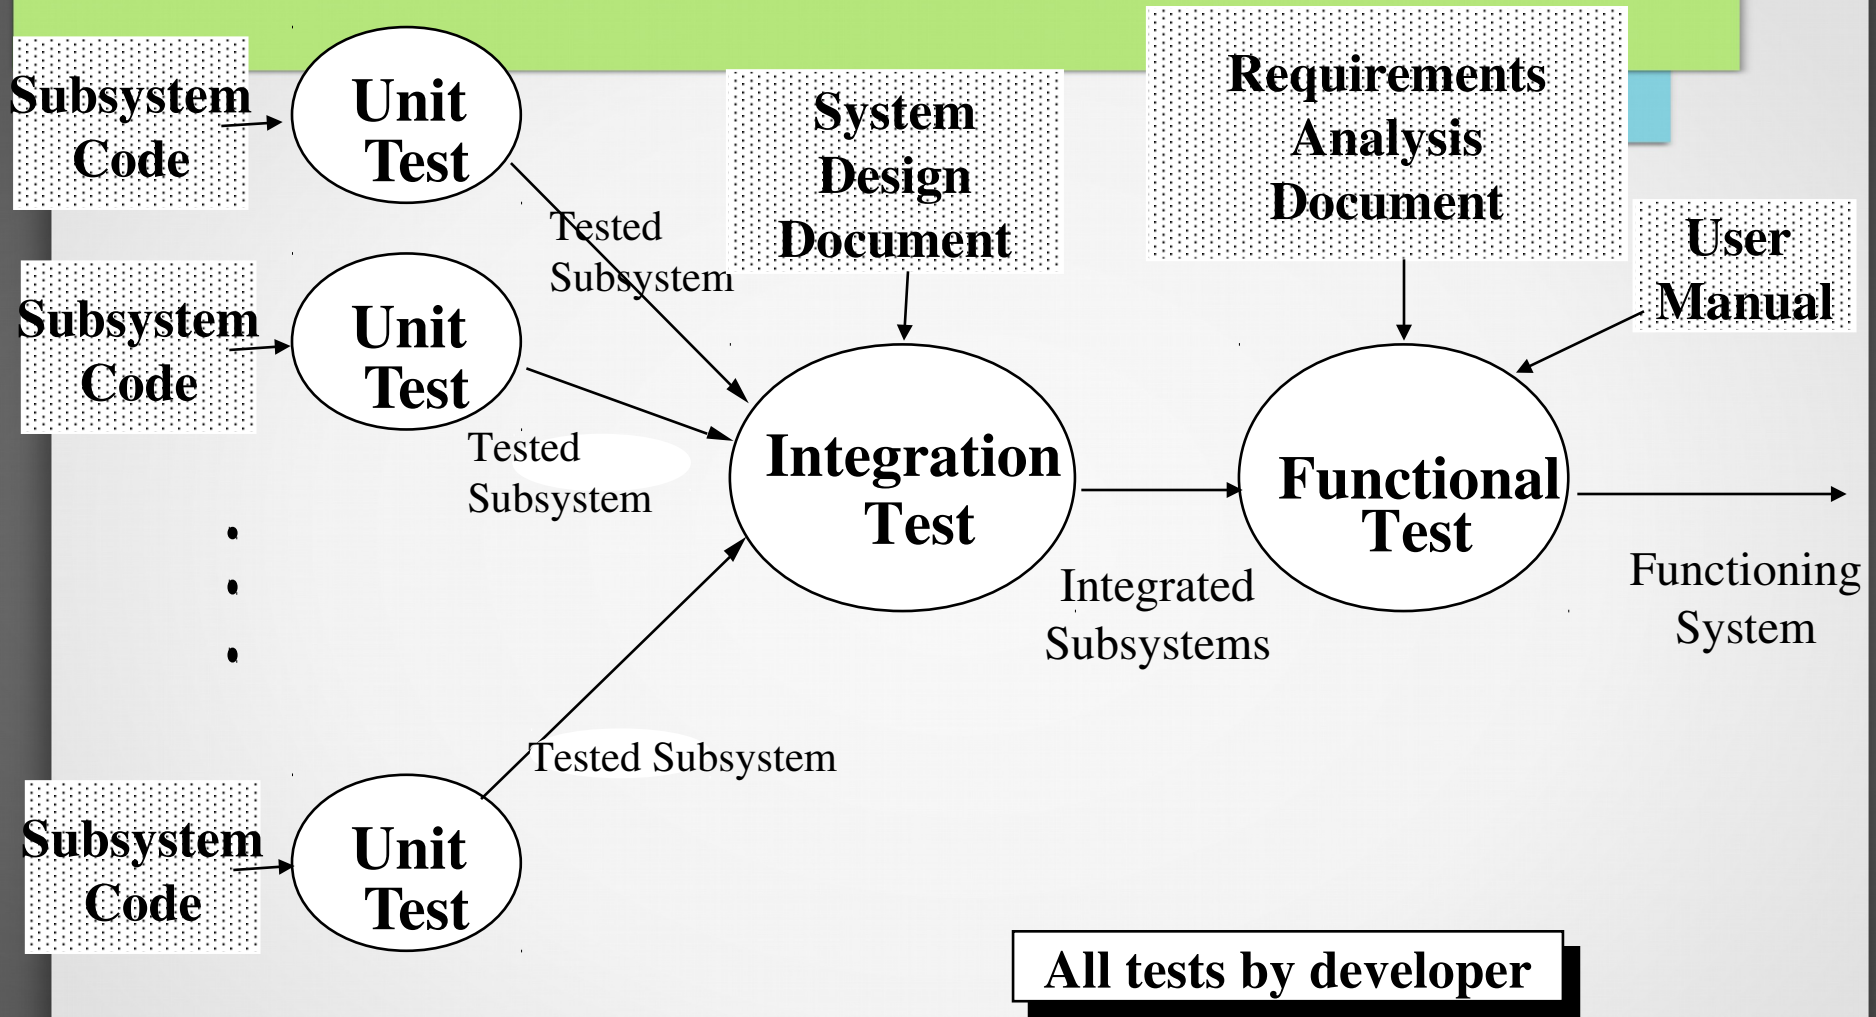 Subsystem
Code
Unit
Test
System
Design
Document
Requirements
Analysis
Document
User
Manual
Tested
Subsystem
Subsystem
Code
Unit
Test
Tested
Subsystem
Integration
Test
Functional
Test
Integrated
Subsystems
Functioning
System
Tested Subsystem
Subsystem
Code
Unit
Test
All tests by developer